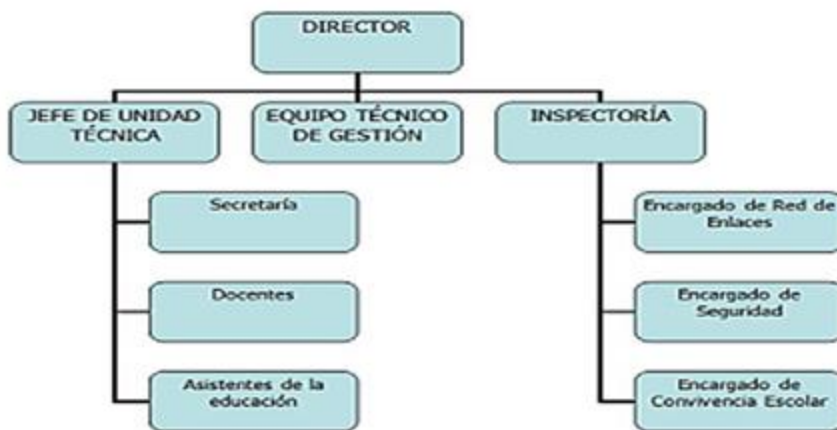 DIRECTOR
JEFE DE UNIDAD
TÉCNICA
EQUIPO TÉCNICO
DE GESTIÓN
INSPECTORÍA
Secretaría
Docentes
Asistentes de la
educación
Encargado de Red de
Enlaces
Encargado de
Seguridad
Encargado de
Convivencia Escolar